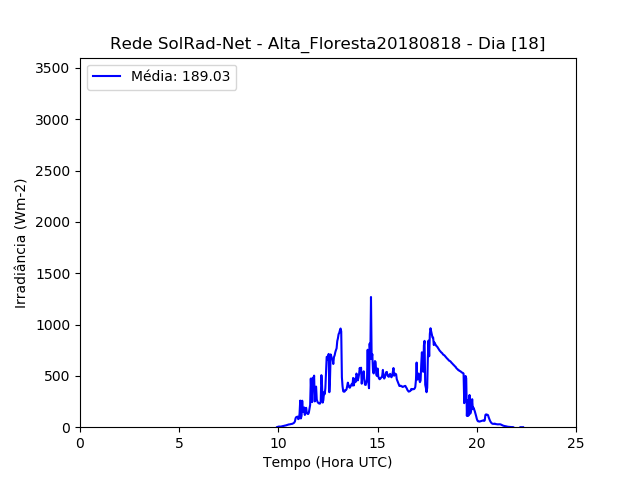 Rede SolRad-Net - Alta_Floresta20180818 - Dia [18]
Média: 189.03
3500
3000
2500
2000
1500
1000
500
0
Irradiância (Wm-2)
0 5 10 15 20 25
Tempo (Hora UTC)